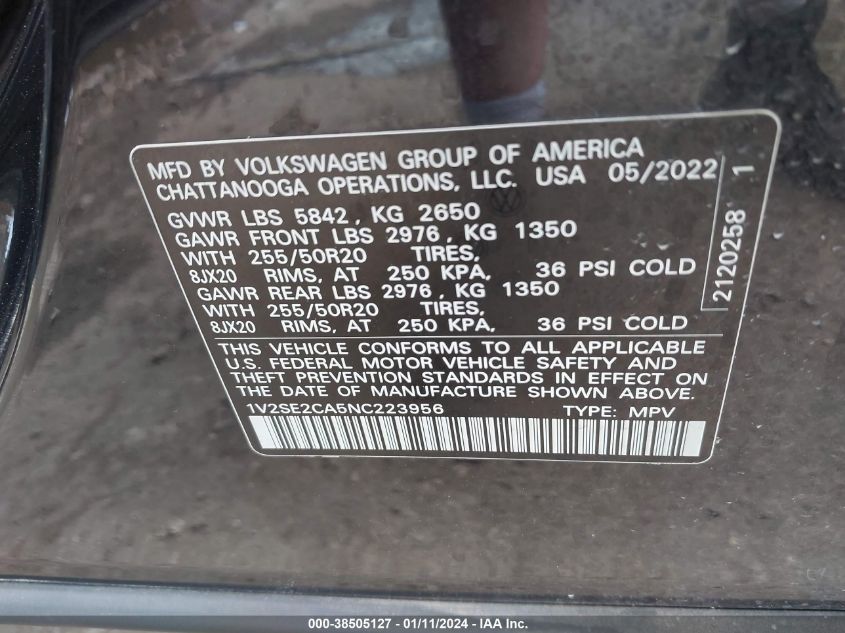 MFD BY VOLKSWAGEN GROUP OF AMERICA
CHATTANOOGA OPERATIONS, LLC. USA 05/2022
GVWR LBS 5842, KG 2650
GAWR FRONT LBS 2976, KG 1350
WITH 255/50R20 TIRES,
8JX20 RIMS, AT 250 KPA, 36 PSI COLD
GAWR REAR LBS 2976, KG 1350
WITH 255/50R20 TIRES,
8JX20 RIMS, AT 250 KPA, 36 PSI COLD
2120258 1
THIS VEHICLE CONFORMS TO ALL APPLICABLE
U.S. FEDERAL MOTOR VEHICLE SAFETY AND
THEFT PREVENTION STANDARDS IN EFFECT ON
THE DATE OF MANUFACTURE SHOWN ABOVE.
1V2SE2CA5NC223956 TYPE: MPV
000-38505127 - 01/11/2024 - IAA Inc.